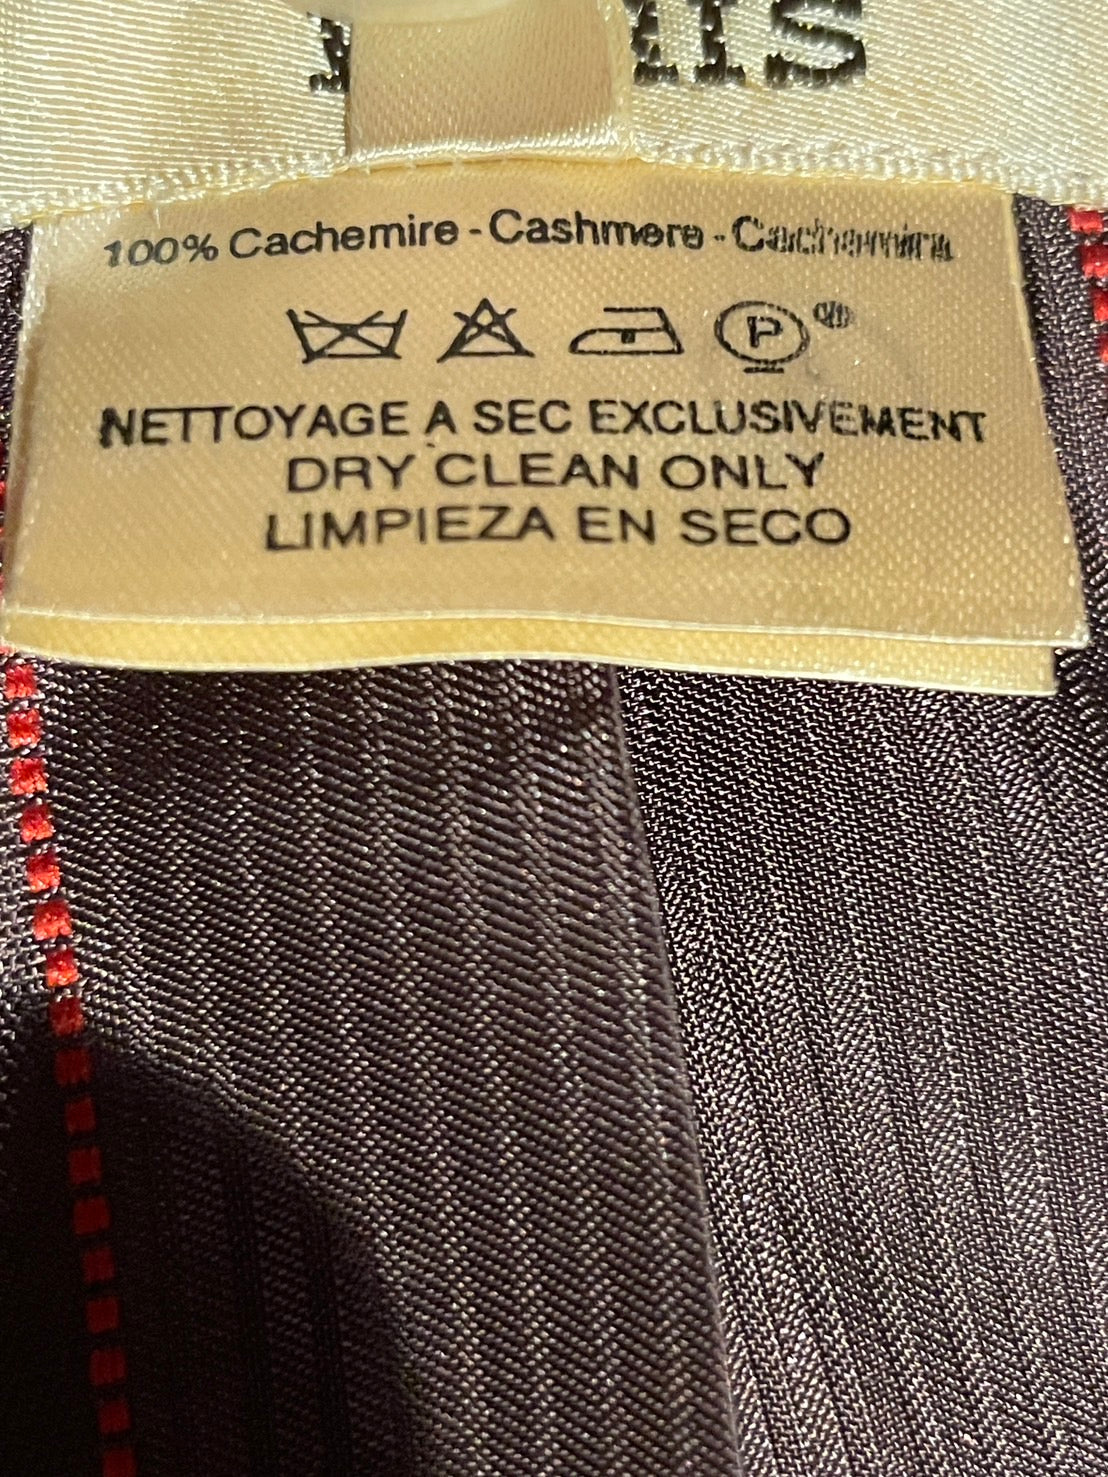 100% Cachemire - Cashmere - Cachemira
P
NETTOYAGE A SEC EXCLUSIVEMENT
DRY CLEAN ONLY
LIMPIEZA EN SECO